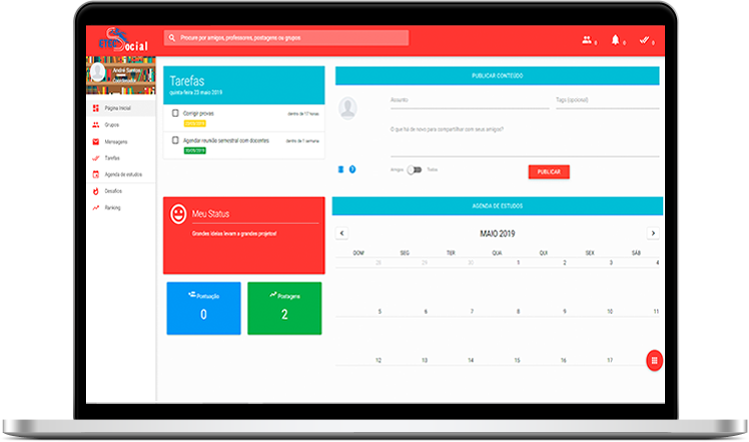 ETEC Social
Procure por amigos, professores, postagens ou grupos
0
0
0
André Santos
Coordenador
Página Inicial
Grupos
Mensagens
Tarefas
Agenda de estudos
Desafios
Ranking
Tarefas
quinta-feira 23 maio 2019
Corrigir provas
dentro de 17 horas
Agendar reunião semestral com discentes
dentro de 1 semana
Meu Status
Grandes ideias levam a grandes projetos!
Pontuação
0
Postagens
2
PUBLICAR CONTEÚDO
Assunto
Tags (opcional)
O que há de novo para compartilhar com seus amigos?
Amigos
Todos
PUBLICAR
AGENDA DE ESTUDOS
MAIO 2019
DOM SEG TER QUA QUI SEX SÁB
28 29 30 1 2 3 4
5 6 7 8 9 10 11
12 13 14 15 16 17